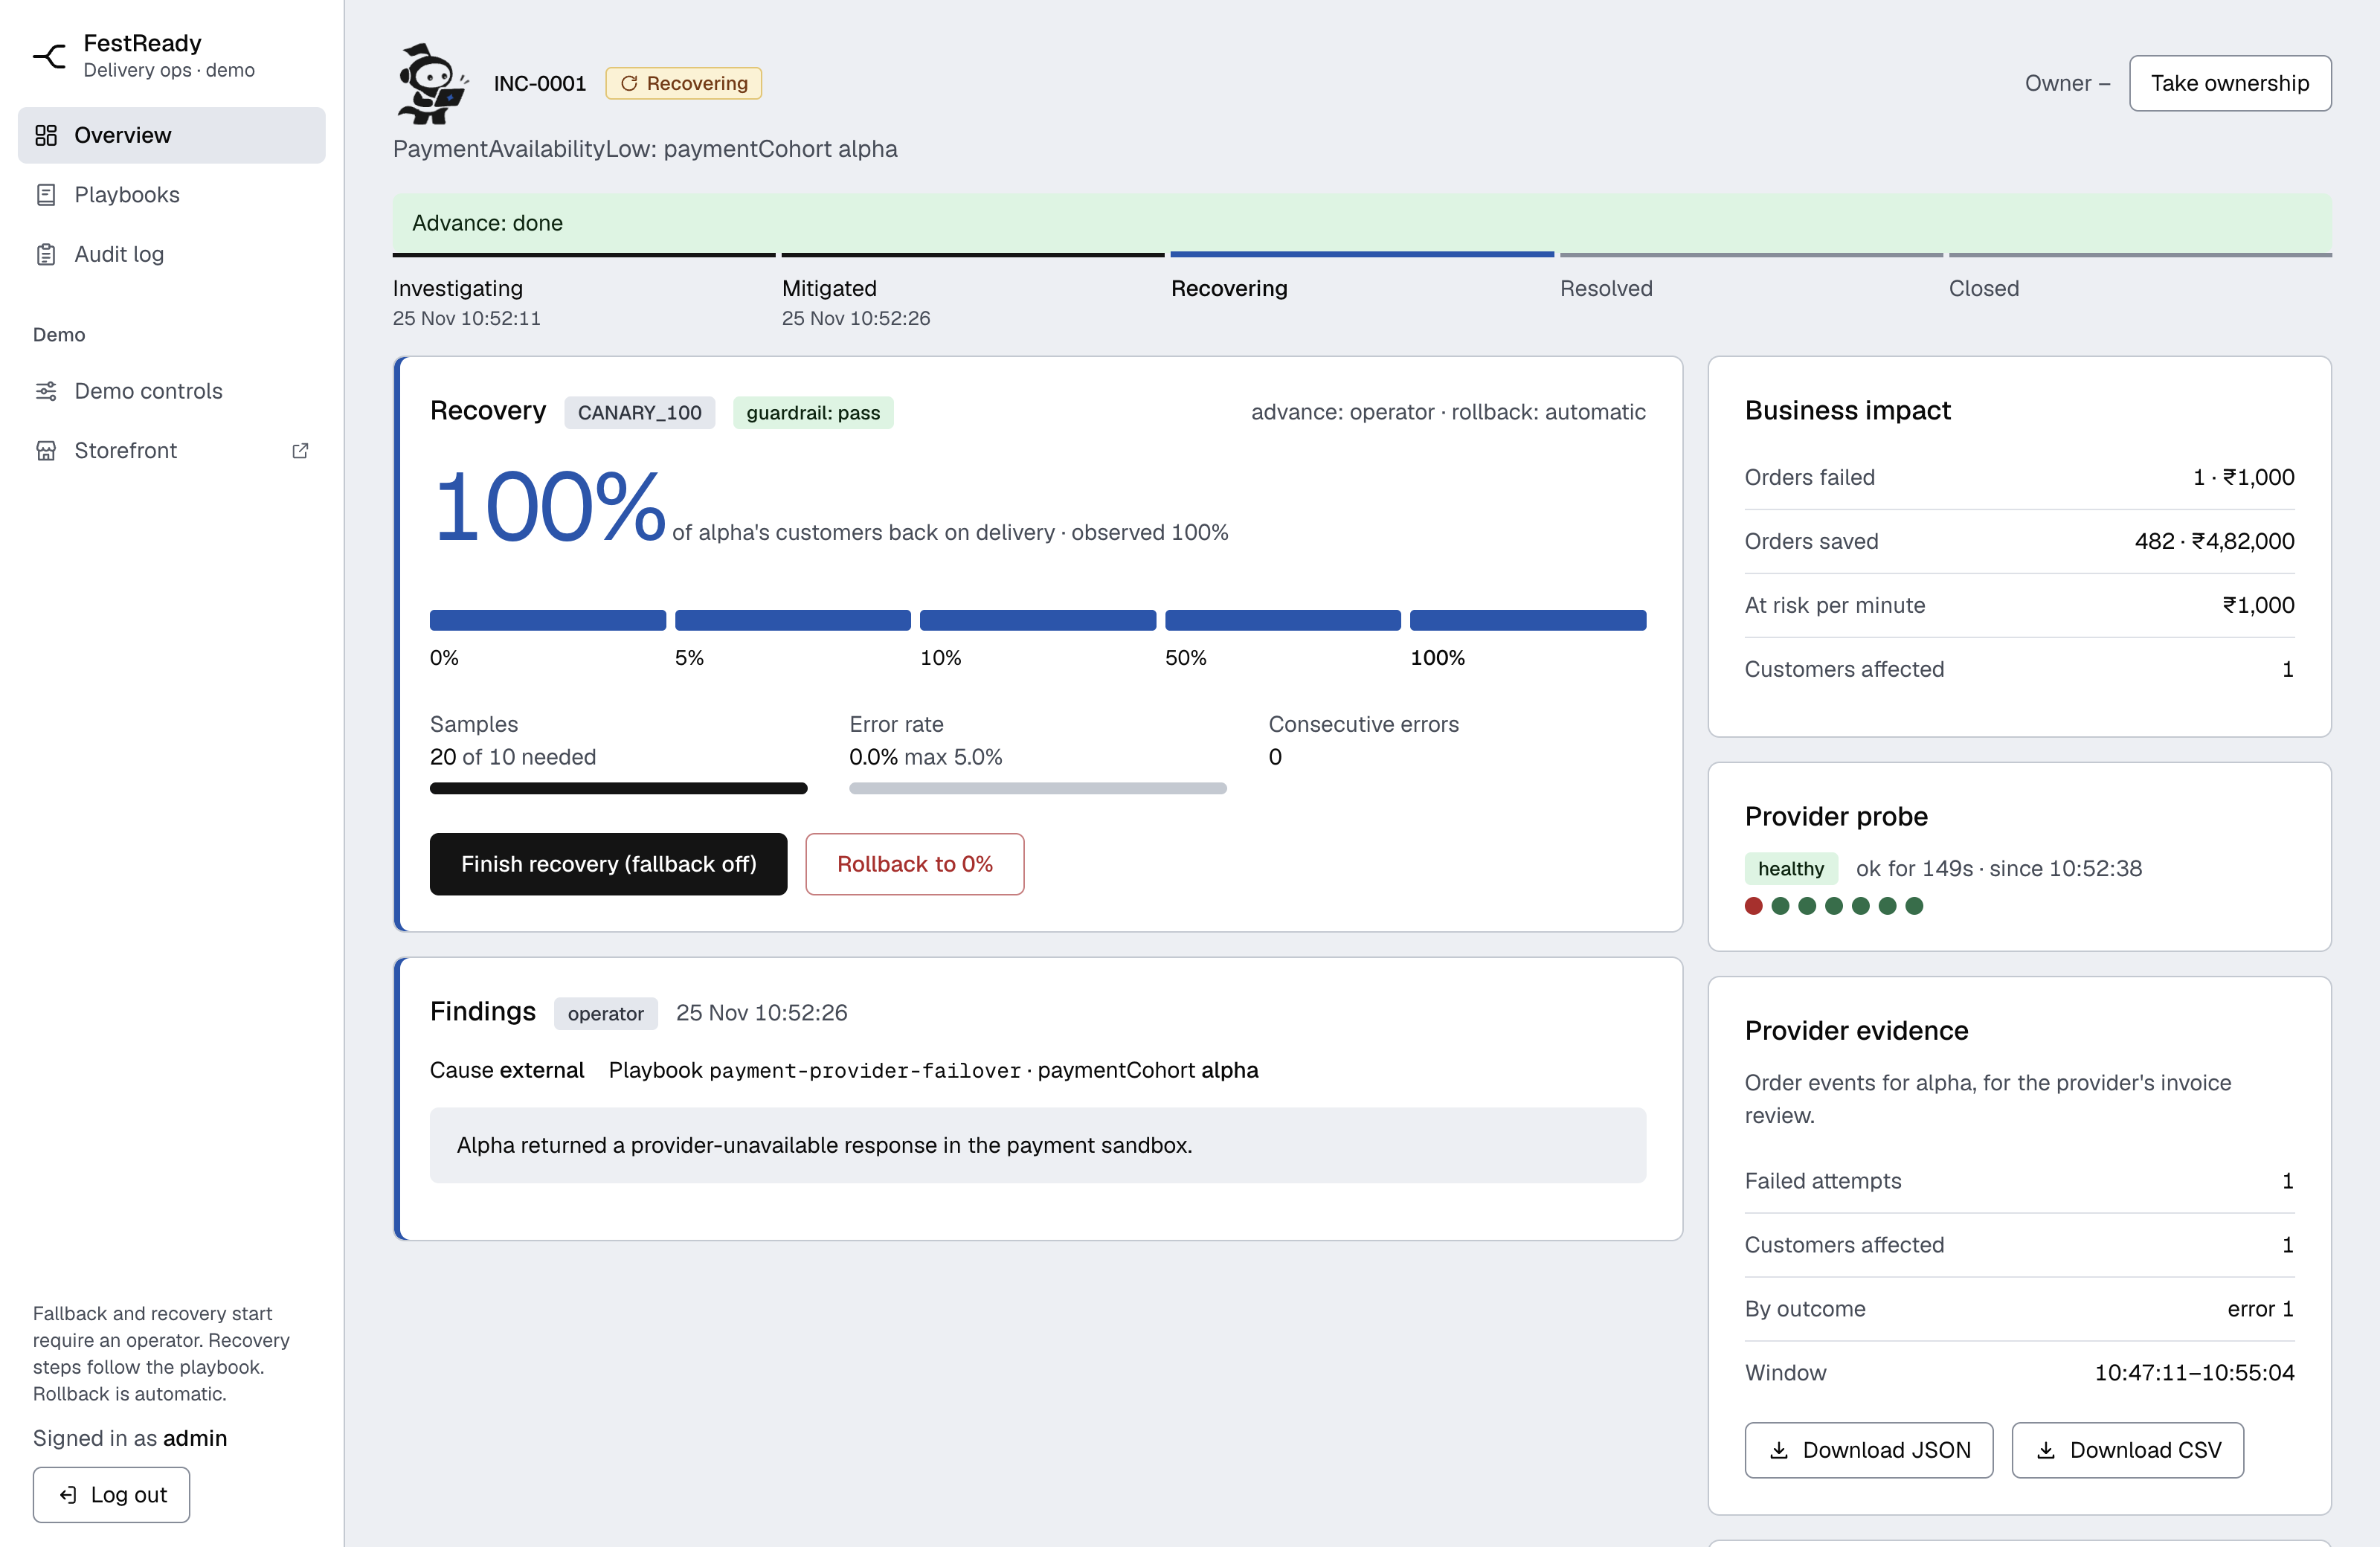 FestReady
Delivery ops · demo
Overview
Playbooks
Audit log
Demo
Demo controls
Storefront
Fallback and recovery start
require an operator. Recovery
steps follow the playbook.
Rollback is automatic.
Signed in as admin
Log out
INC-0001
Recovering
Owner –
Take ownership
PaymentAvailabilityLow: paymentCohort alpha
Advance: done
Investigating
25 Nov 10:52:11
Mitigated
25 Nov 10:52:26
Recovering
Resolved
Closed
Recovery
CANARY_100
guardrail: pass
advance: operator · rollback: automatic
100% of alpha's customers back on delivery · observed 100%
0%
5%
10%
50%
100%
Samples
20 of 10 needed
Error rate
0.0% max 5.0%
Consecutive errors
0
Finish recovery (fallback off)
Rollback to 0%
Findings
operator
25 Nov 10:52:26
Cause external Playbook payment-provider-failover · paymentCohort alpha
Alpha returned a provider-unavailable response in the payment sandbox.
Business impact
Orders failed 1 · ₹1,000
Orders saved 482 · ₹4,82,000
At risk per minute ₹1,000
Customers affected 1
Provider probe
healthy ok for 149s · since 10:52:38
Provider evidence
Order events for alpha, for the provider's invoice
review.
Failed attempts 1
Customers affected 1
By outcome error 1
Window 10:47:11–10:55:04
Download JSON
Download CSV